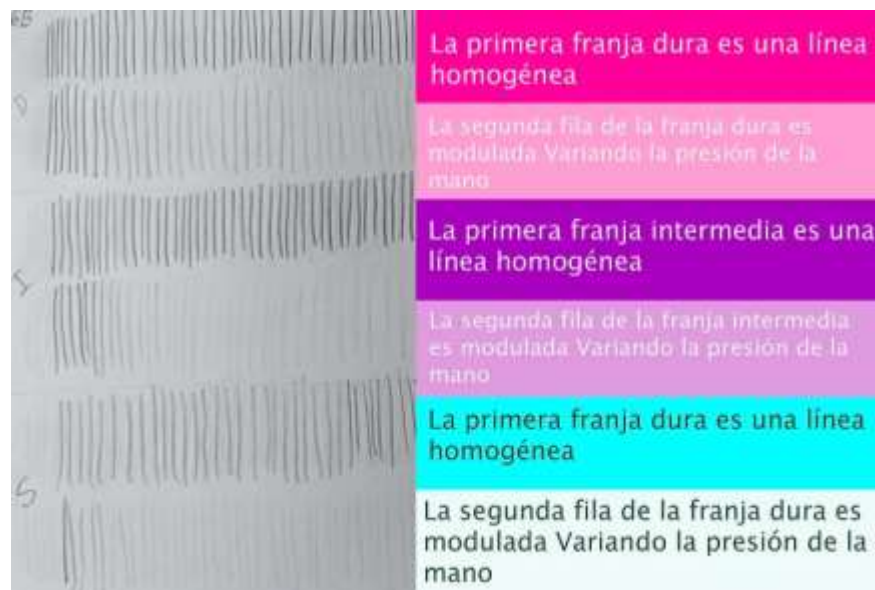 6B
D
La primera franja dura es una línea
homogénea
La segunda fila de la franja dura es
modulada Variando la presión de la
mano
I
La primera franja intermedia es una
línea homogénea
La segunda fila de la franja intermedia
es modulada Variando la presión de la
mano
S
La primera franja dura es una línea
homogénea
La segunda fila de la franja dura es
modulada Variando la presión de la
mano